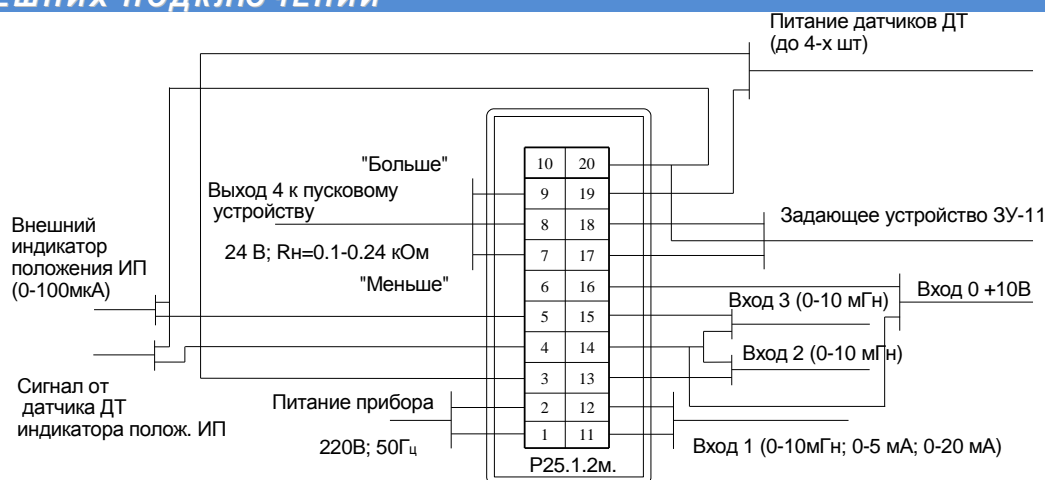 ЕШНИХ ПОДКЛЮЧЕНИЙ
Питание датчиков ДТ
(до 4-х шт)
"Больше"
Выход 4 к пусковому
устройству
24 В; Rн=0.1-0.24 кОм
"Меньше"
Внешний
индикатор
положения ИП
(0-100мкА)
Сигнал от
датчика ДТ
индикатора полож. ИП
Питание прибора
220В; 50Гц
10 20
9 19
8 18
7 17
6 16
5 15
4 14
3 13
2 12
1 11
Р25.1.2м.
Задающее устройство ЗУ-11
Вход 0 +10В
Вход 3 (0-10 мГн)
Вход 2 (0-10 мГн)
Вход 1 (0-10мГн; 0-5 мА; 0-20 мА)